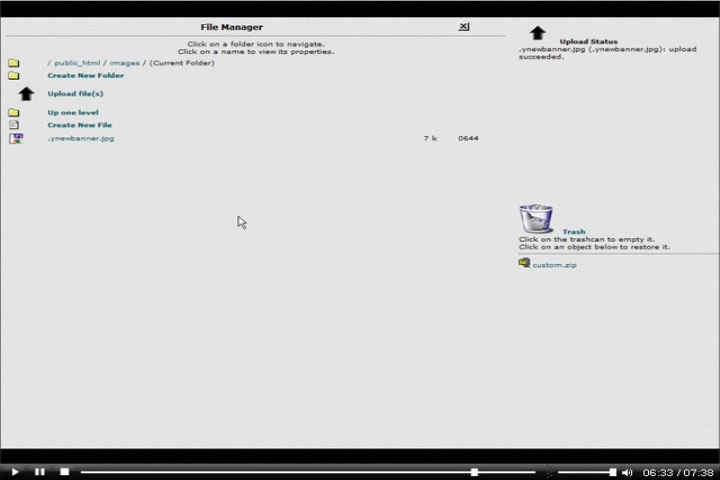 File Manager
Click on a folder icon to navigate.
Click on a name to view its properties.
/ public_html / images / (Current Folder)
Create New Folder
Upload file(s)
Up one level
Create New File
.ynewbanner.jpg 7 k 0644
Upload Status
.ynewbanner.jpg (.ynewbanner.jpg): upload
succeeded.
Trash
Click on the trashcan to empty it.
Click on an object below to restore it.
custom.zip
06:33 / 07:38